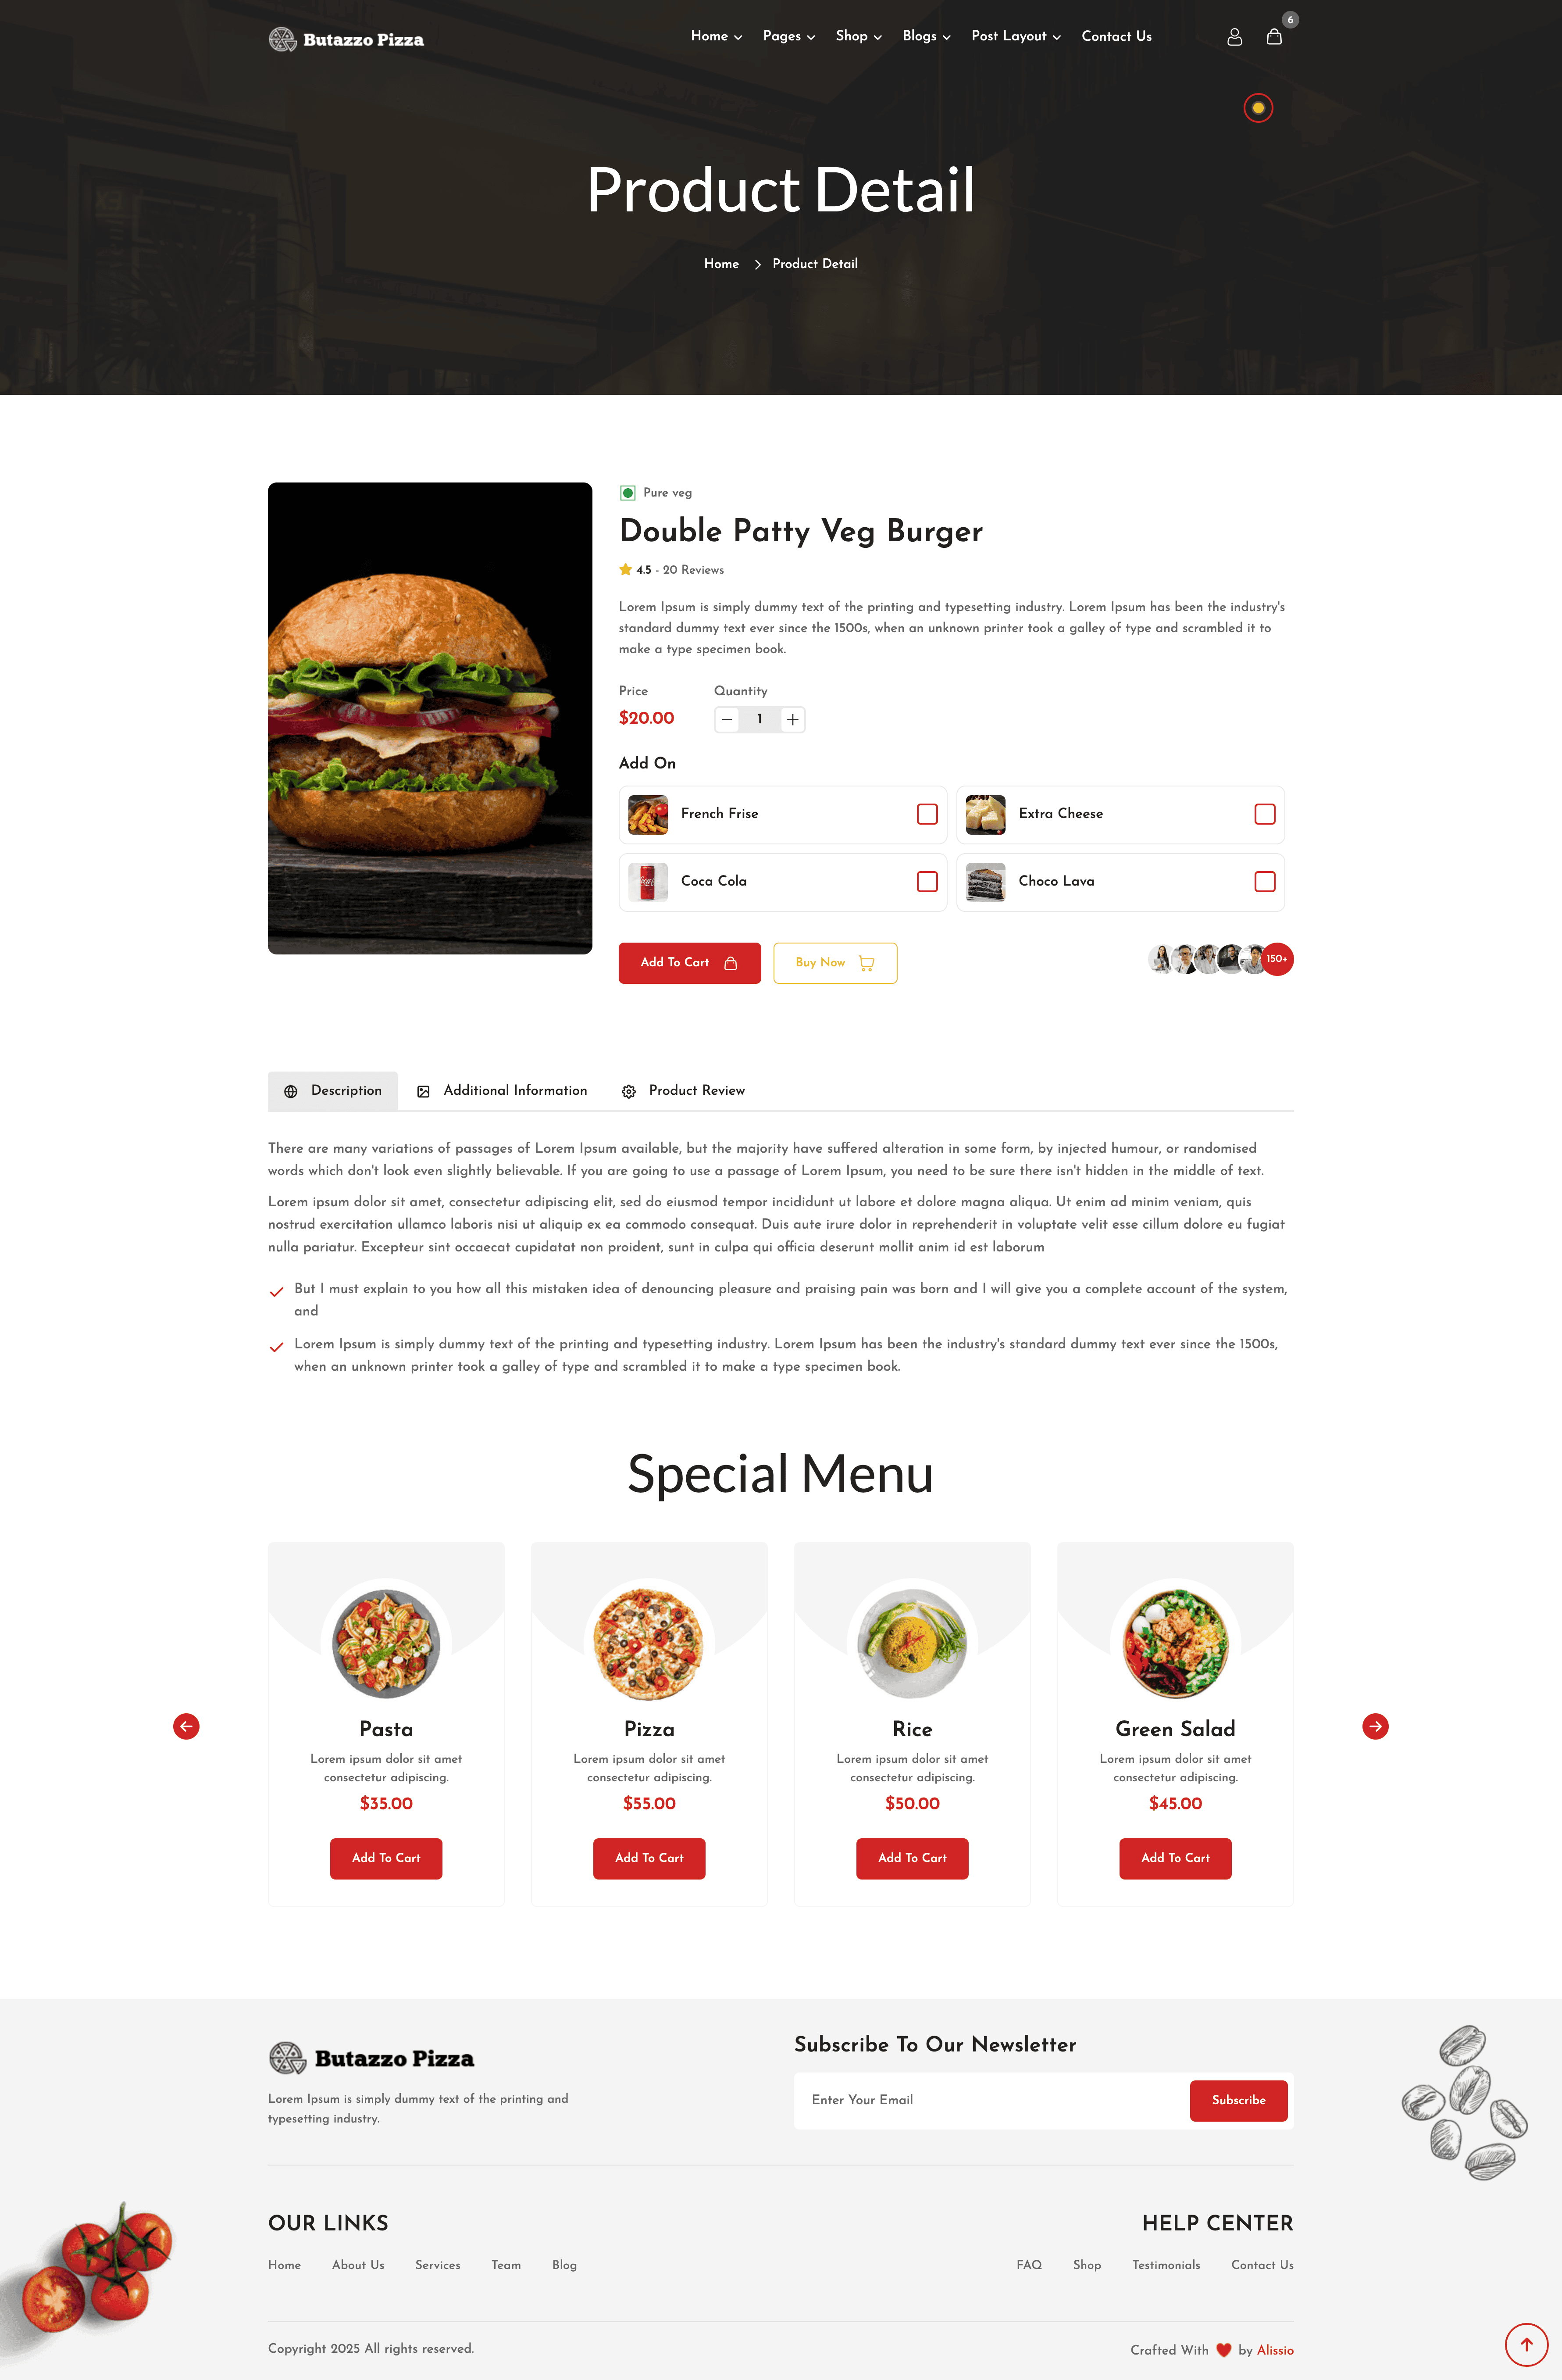 Butazzo Pizza
Home
Pages
Shop
Blogs
Post Layout
Contact Us
6
Product Detail
Home
Product Detail
Pure veg
Double Patty Veg Burger
4.5 - 20 Reviews
Lorem Ipsum is simply dummy text of the printing and typesetting industry. Lorem Ipsum has been the industry's
standard dummy text ever since the 1500s, when an unknown printer took a galley of type and scrambled it to
make a type specimen book.
Price
$20.00
Quantity
1
Add On
French Frise
Extra Cheese
Coca Cola
Choco Lava
Add To Cart
Buy Now
150+
Description
Additional Information
Product Review
There are many variations of passages of Lorem Ipsum available, but the majority have suffered alteration in some form, by injected humour, or randomised
words which don't look even slightly believable. If you are going to use a passage of Lorem Ipsum, you need to be sure there isn't hidden in the middle of text.
Lorem ipsum dolor sit amet, consectetur adipiscing elit, sed do eiusmod tempor incididunt ut labore et dolore magna aliqua. Ut enim ad minim veniam, quis
nostrud exercitation ullamco laboris nisi ut aliquip ex ea commodo consequat. Duis aute irure dolor in reprehenderit in voluptate velit esse cillum dolore eu fugiat
nulla pariatur. Excepteur sint occaecat cupidatat non proident, sunt in culpa qui officia deserunt mollit anim id est laborum
But I must explain to you how all this mistaken idea of denouncing pleasure and praising pain was born and I will give you a complete account of the system,
and
Lorem Ipsum is simply dummy text of the printing and typesetting industry. Lorem Ipsum has been the industry's standard dummy text ever since the 1500s,
when an unknown printer took a galley of type and scrambled it to make a type specimen book.
Special Menu
Pasta
Lorem ipsum dolor sit amet
consectetur adipiscing.
$35.00
Add To Cart
Pizza
Lorem ipsum dolor sit amet
consectetur adipiscing.
$55.00
Add To Cart
Rice
Lorem ipsum dolor sit amet
consectetur adipiscing.
$50.00
Add To Cart
Green Salad
Lorem ipsum dolor sit amet
consectetur adipiscing.
$45.00
Add To Cart
Butazzo Pizza
Lorem Ipsum is simply dummy text of the printing and
typesetting industry.
Subscribe To Our Newsletter
Enter Your Email
Subscribe
OUR LINKS
Home
About Us
Services
Team
Blog
HELP CENTER
FAQ
Shop
Testimonials
Contact Us
Copyright 2025 All rights reserved.
Crafted With by Alissio